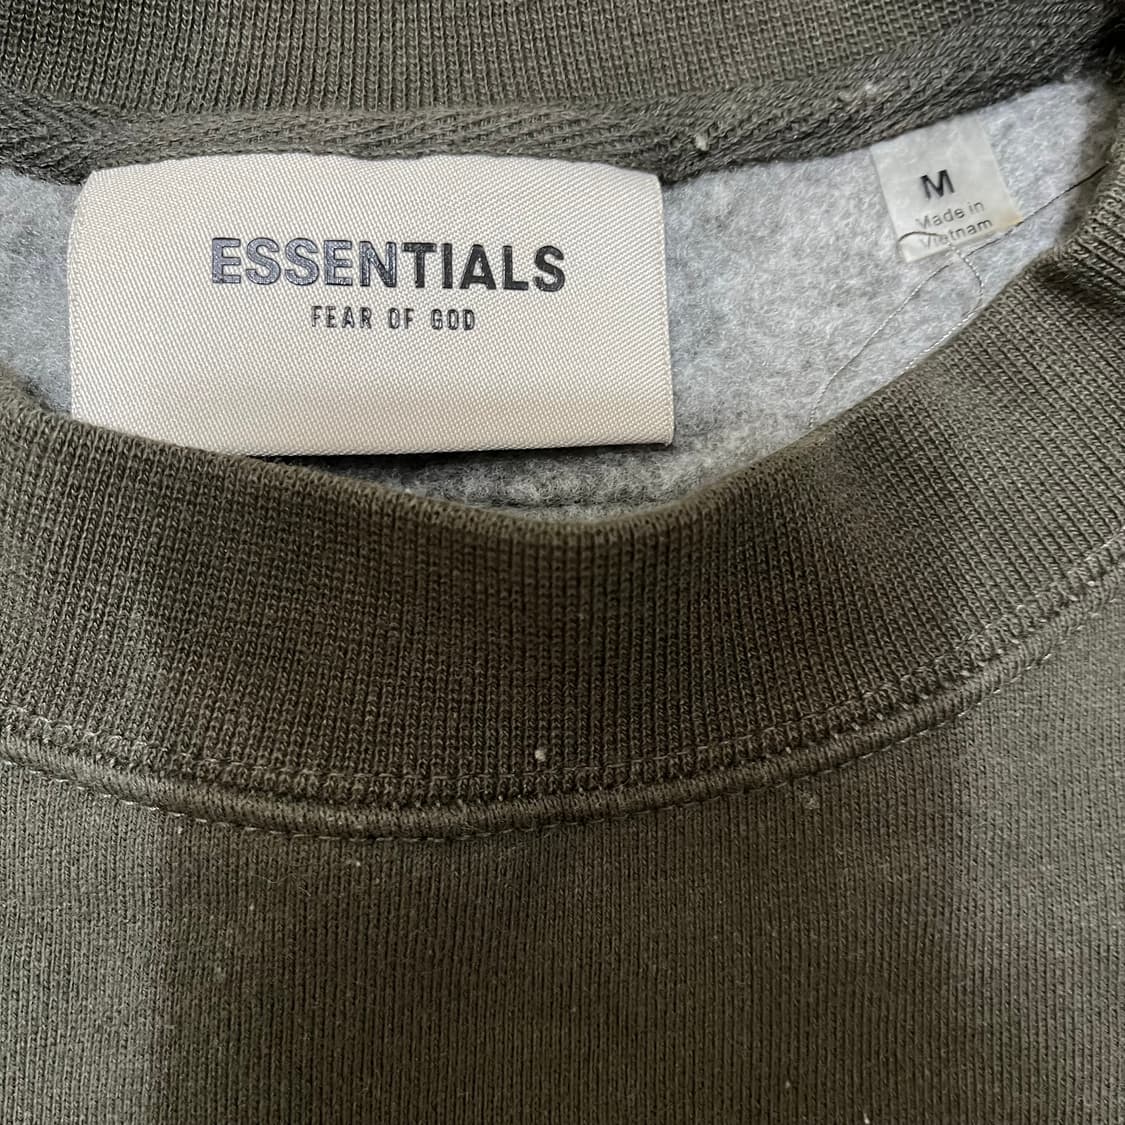 ESSENTIALS
FEAR OF GOD
M
Made in
Vietnam